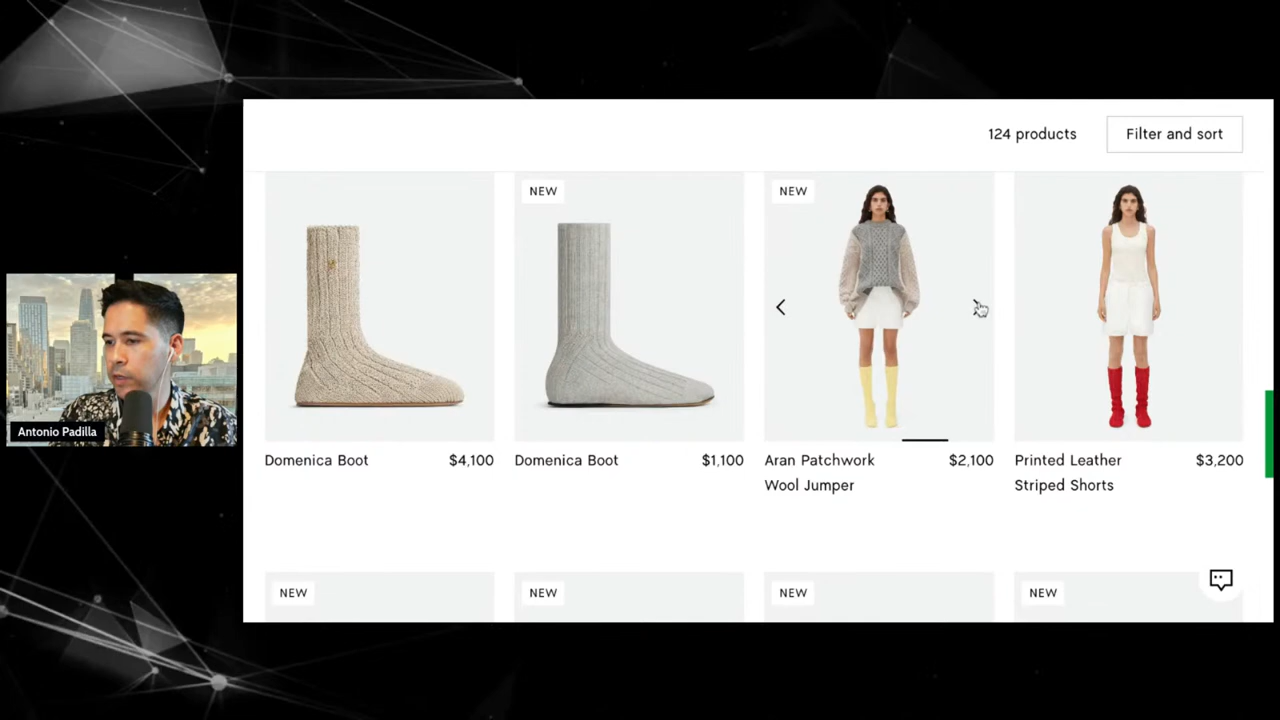 124 products
Filter and sort
NEW
NEW
Domenica Boot $4,100
Domenica Boot $1,100
Aran Patchwork $2,100
Wool Jumper
Printed Leather $3,200
Striped Shorts
NEW
NEW
NEW
NEW
Antonio Padilla